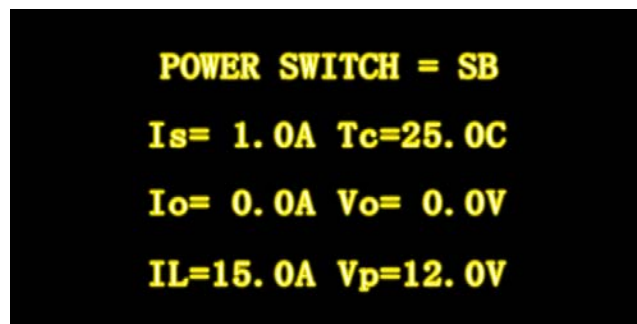 POWER SWITCH = SB
Is= 1.0A Tc=25.0C
Io= 0.0A Vo= 0.0V
IL=15.0A Vp=12.0V